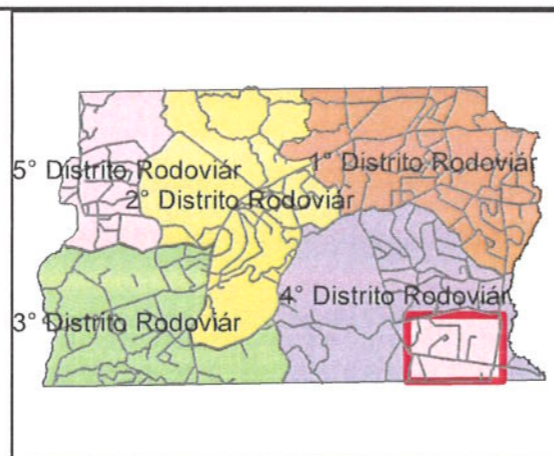 5° Distrito Rodoviár
1° Distrito Rodoviár
2° Distrito Rodoviár
4° Distrito Rodoviár
3° Distrito Rodoviár